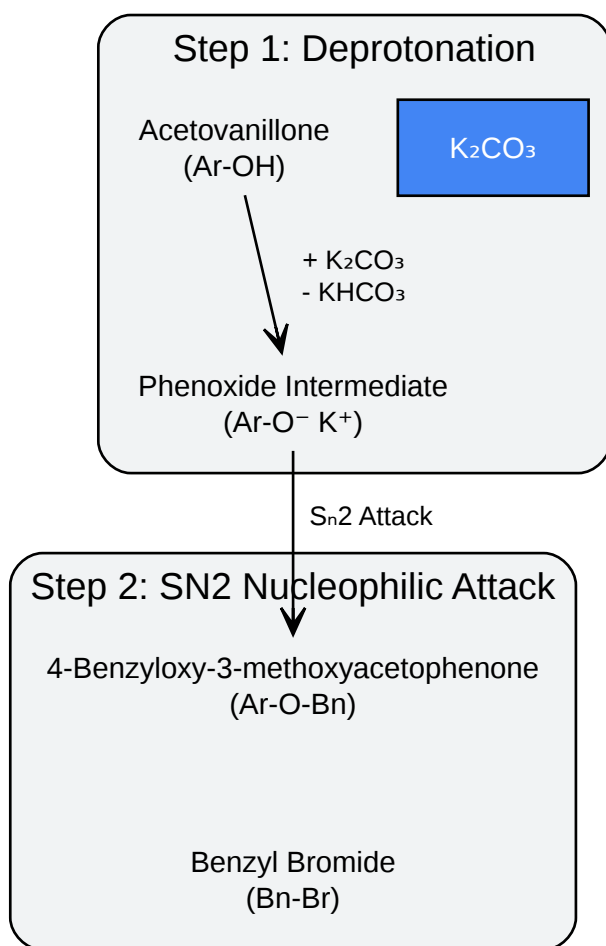 Step 1: Deprotonation
Acetovanillone
(Ar-OH)
K₂CO₃
+ K₂CO₃
- KHCO₃
Phenoxide Intermediate
(Ar-O⁻ K⁺)
Sₙ2 Attack
Step 2: SN2 Nucleophilic Attack
4-Benzyloxy-3-methoxyacetophenone
(Ar-O-Bn)
Benzyl Bromide
(Bn-Br)